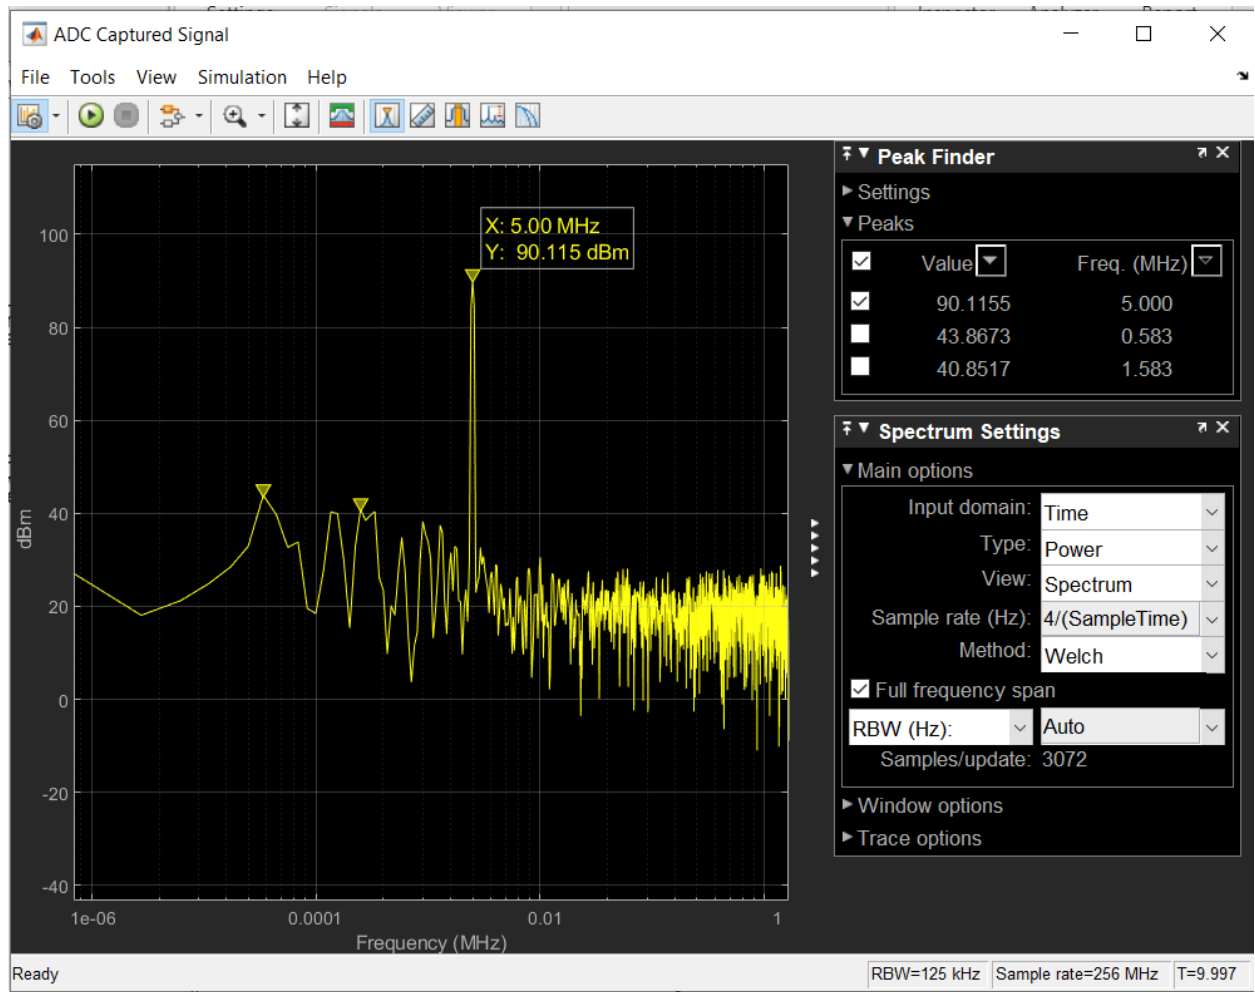 ADC Captured Signal
File Tools View Simulation Help
X: 5.00 MHz
Y: 90.115 dBm
100
80
60
40
20
0
-20
-40
dBm
1e-06 0.0001 0.01 1
Frequency (MHz)
Peak Finder
Settings
Peaks
Value Freq. (MHz)
90.1155 5.000
43.8673 0.583
40.8517 1.583
Spectrum Settings
Main options
Input domain: Time
Type: Power
View: Spectrum
Sample rate (Hz): 4/(SampleTime)
Method: Welch
Full frequency span
RBW (Hz): Auto
Samples/update: 3072
Window options
Trace options
Ready RBW=125 kHz Sample rate=256 MHz T=9.997